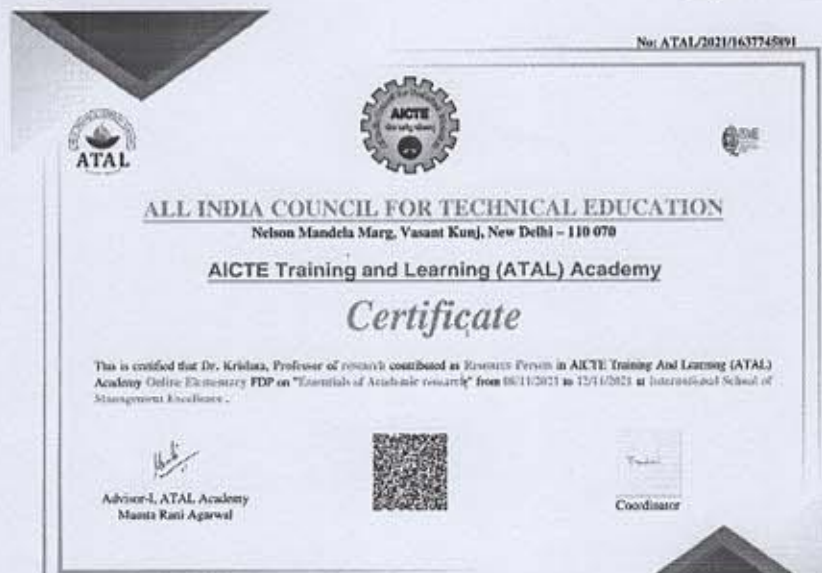 No: ATAL/2021/1637745891
ATAL
AICTE
ALL INDIA COUNCIL FOR TECHNICAL EDUCATION
Nelson Mandela Marg, Vasant Kunj, New Delhi – 110 070
AICTE Training and Learning (ATAL) Academy
Certificate
This is certified that Dr. Krishna, Professor of research contributed as Resource Person in AICTE Training And Learning (ATAL)
Academy Online Elementary FDP on "Essentials of Academic research" from 08/11/2021 to 12/11/2021 at International School of
Management Excellence .
Advisor-I, ATAL Academy
Mamta Rani Agarwal
Coordinator